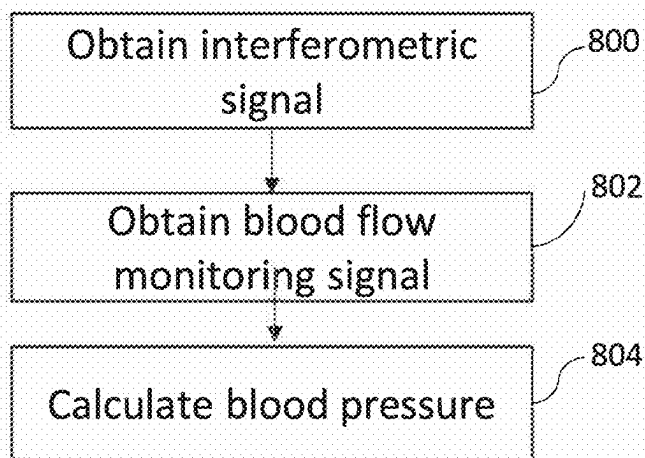 Obtain interferometric
signal
800
Obtain blood flow
monitoring signal
802
Calculate blood pressure
804